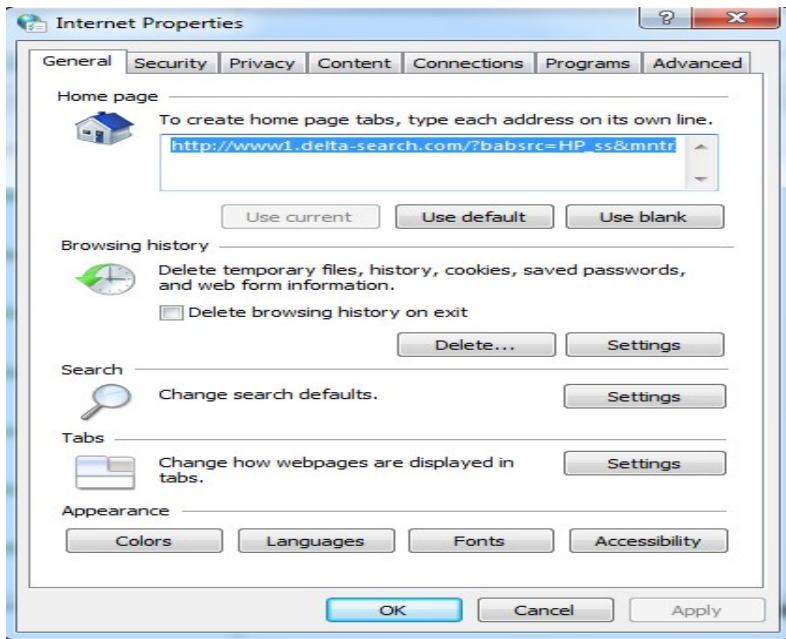 Internet Properties
General Security Privacy Content Connections Programs Advanced
Home page
To create home page tabs, type each address on its own line.
http://www1.delta-search.com/?babsrc=HP_ss&mntr
Use current Use default Use blank
Browsing history
Delete temporary files, history, cookies, saved passwords,
and web form information.
Delete browsing history on exit
Delete... Settings
Search
Change search defaults. Settings
Tabs
Change how webpages are displayed in
tabs.
Settings
Appearance
Colors Languages Fonts Accessibility
OK Cancel Apply